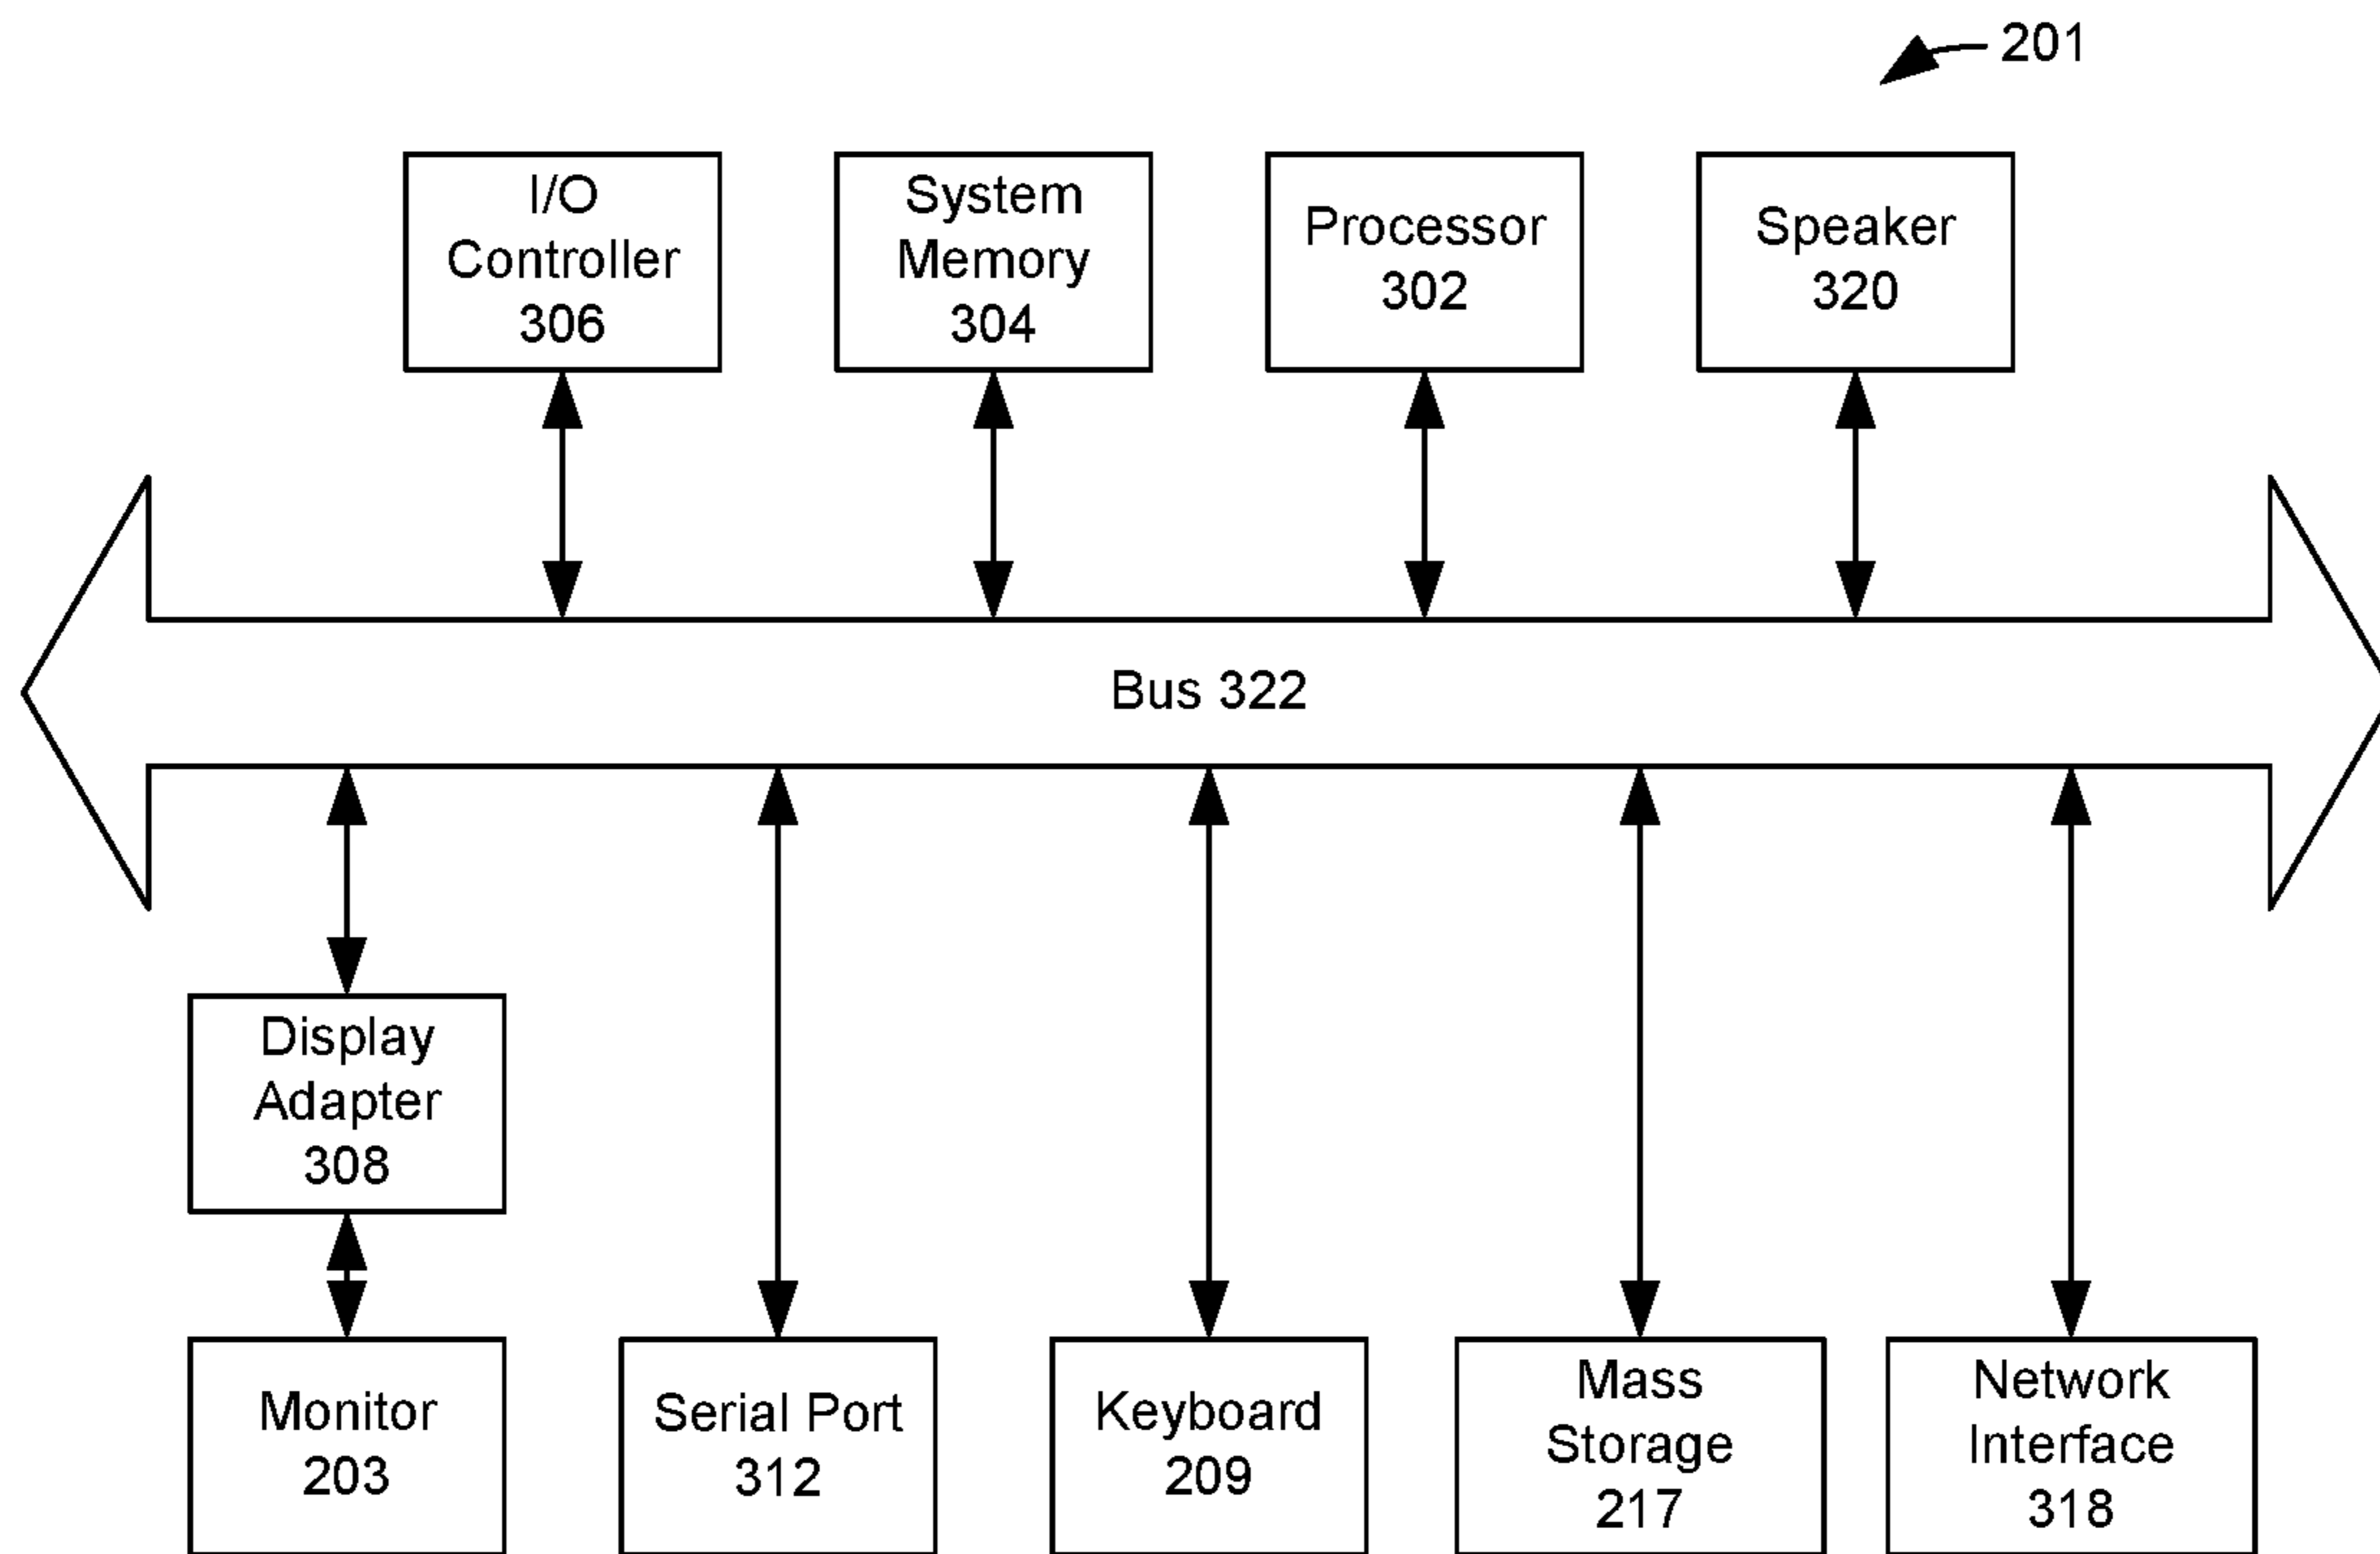 201
I/O
Controller
306
System
Memory
304
Processor
302
Speaker
320
Bus 322
Display
Adapter
308
Monitor
203
Serial Port
312
Keyboard
209
Mass
Storage
217
Network
Interface
318